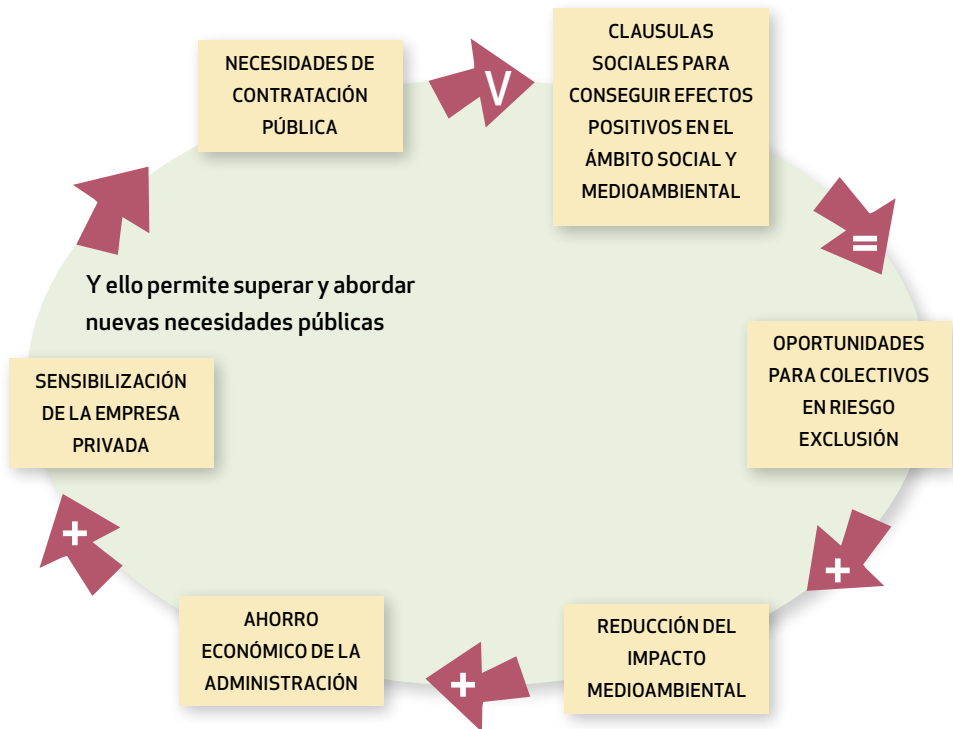 NECESIDADES DE
CONTRATACIÓN
PÚBLICA
V
CLAUSULAS
SOCIALES PARA
CONSEGUIR EFECTOS
POSITIVOS EN EL
ÁMBITO SOCIAL Y
MEDIOAMBIENTAL
=
OPORTUNIDADES
PARA COLECTIVOS
EN RIESGO
EXCLUSIÓN
+
REDUCCIÓN DEL
IMPACTO
MEDIOAMBIENTAL
+
AHORRO
ECONÓMICO DE LA
ADMINISTRACIÓN
+
SENSIBILIZACIÓN
DE LA EMPRESA
PRIVADA
Y ello permite superar y abordar
nuevas necesidades públicas